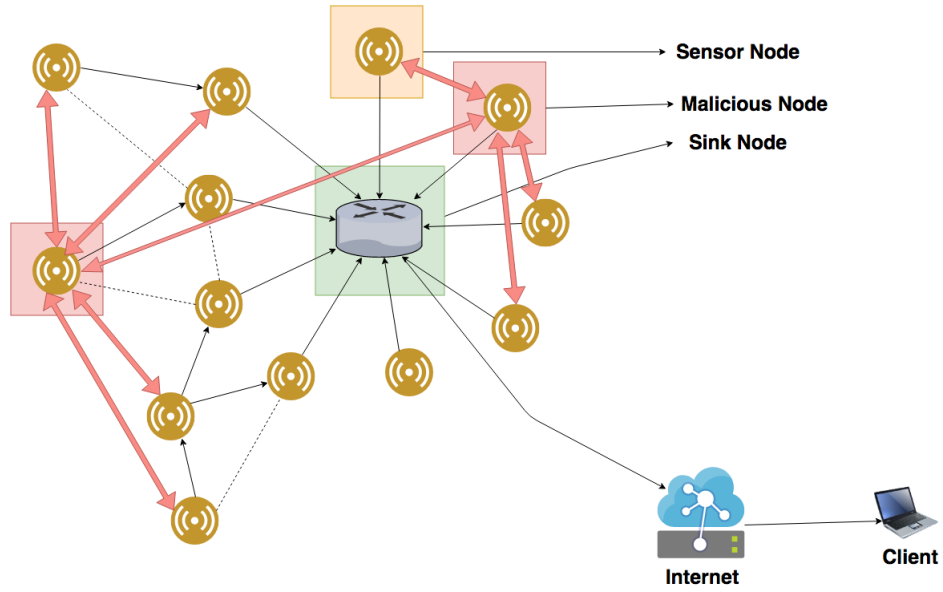 Sensor Node
Malicious Node
Sink Node
Internet
Client